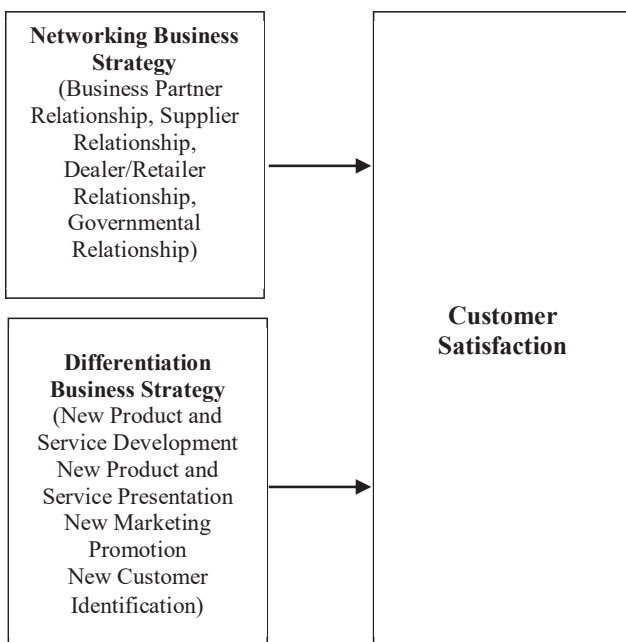 Networking Business
Strategy
(Business Partner
Relationship, Supplier
Relationship,
Dealer/Retailer
Relationship,
Governmental
Relationship)
Differentiation
Business Strategy
(New Product and
Service Development
New Product and
Service Presentation
New Marketing
Promotion
New Customer
Identification)
Customer
Satisfaction